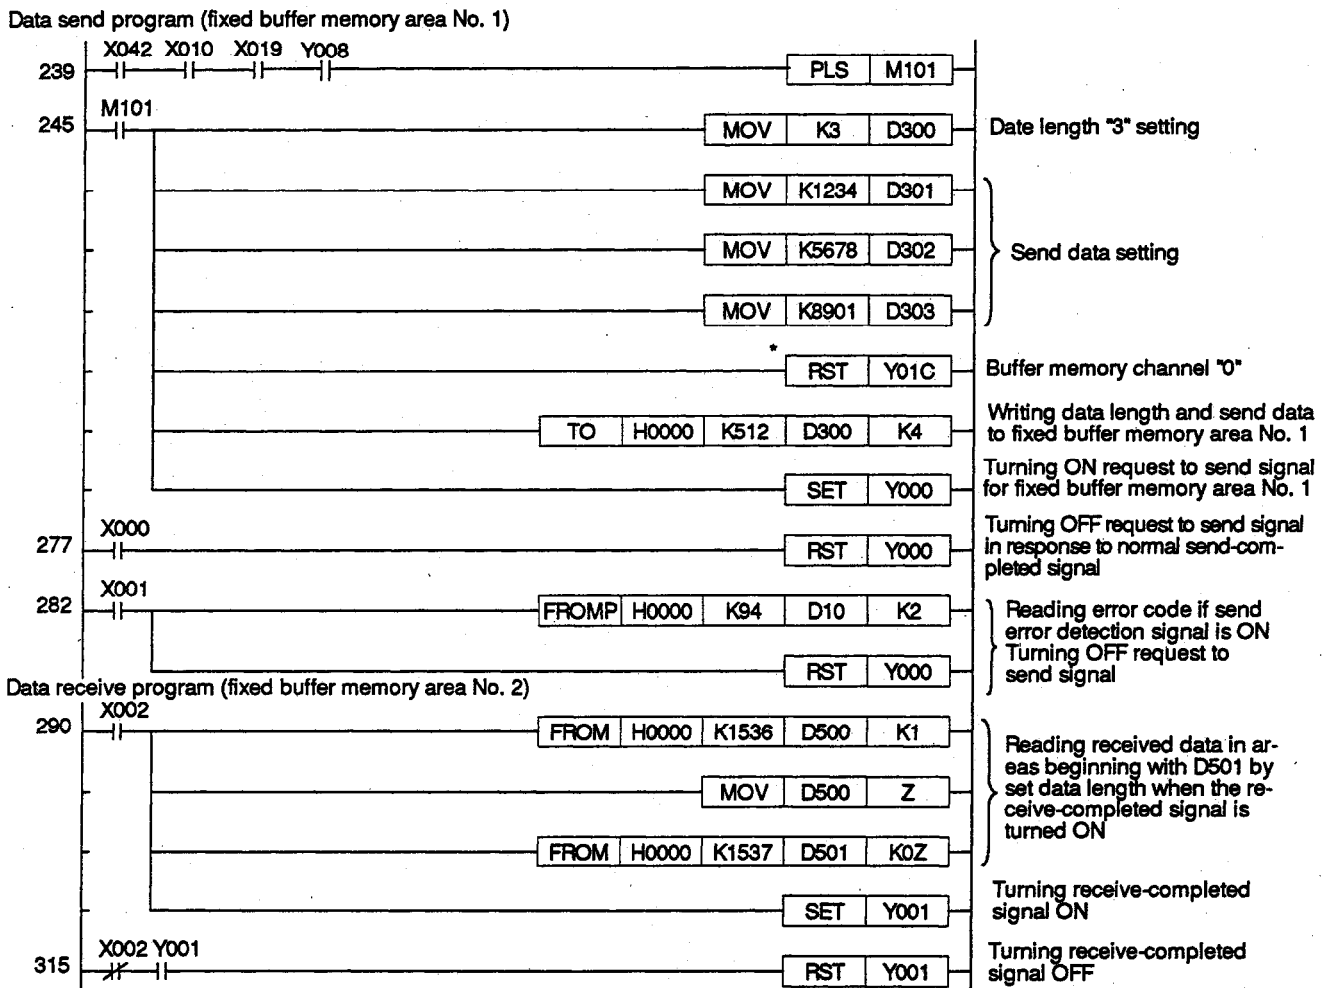 Data send program (fixed buffer memory area No. 1)
X042 X010 X019 Y008
239 PLS M101
M101
245 MOV K3 D300 Date length "3" setting
MOV K1234 D301
MOV K5678 D302 Send data setting
MOV K8901 D303
*
RST Y01C Buffer memory channel "0"
TO H0000 K512 D300 K4 Writing data length and send data
to fixed buffer memory area No. 1
SET Y000 Turning ON request to send signal
for fixed buffer memory area No. 1
X000
277 RST Y000 Turning OFF request to send signal
in response to normal send-com-
pleted signal
X001
282 FROMP H0000 K94 D10 K2 Reading error code if send
error detection signal is ON
RST Y000 Turning OFF request to
send signal
Data receive program (fixed buffer memory area No. 2)
X002
290 FROM H0000 K1536 D500 K1 Reading received data in ar-
eas beginning with D501 by
MOV D500 Z set data length when the re-
ceive-completed signal is
turned ON
FROM H0000 K1537 D501 K0Z
SET Y001 Turning receive-completed
signal ON
X002 Y001
315 RST Y001 Turning receive-completed
signal OFF